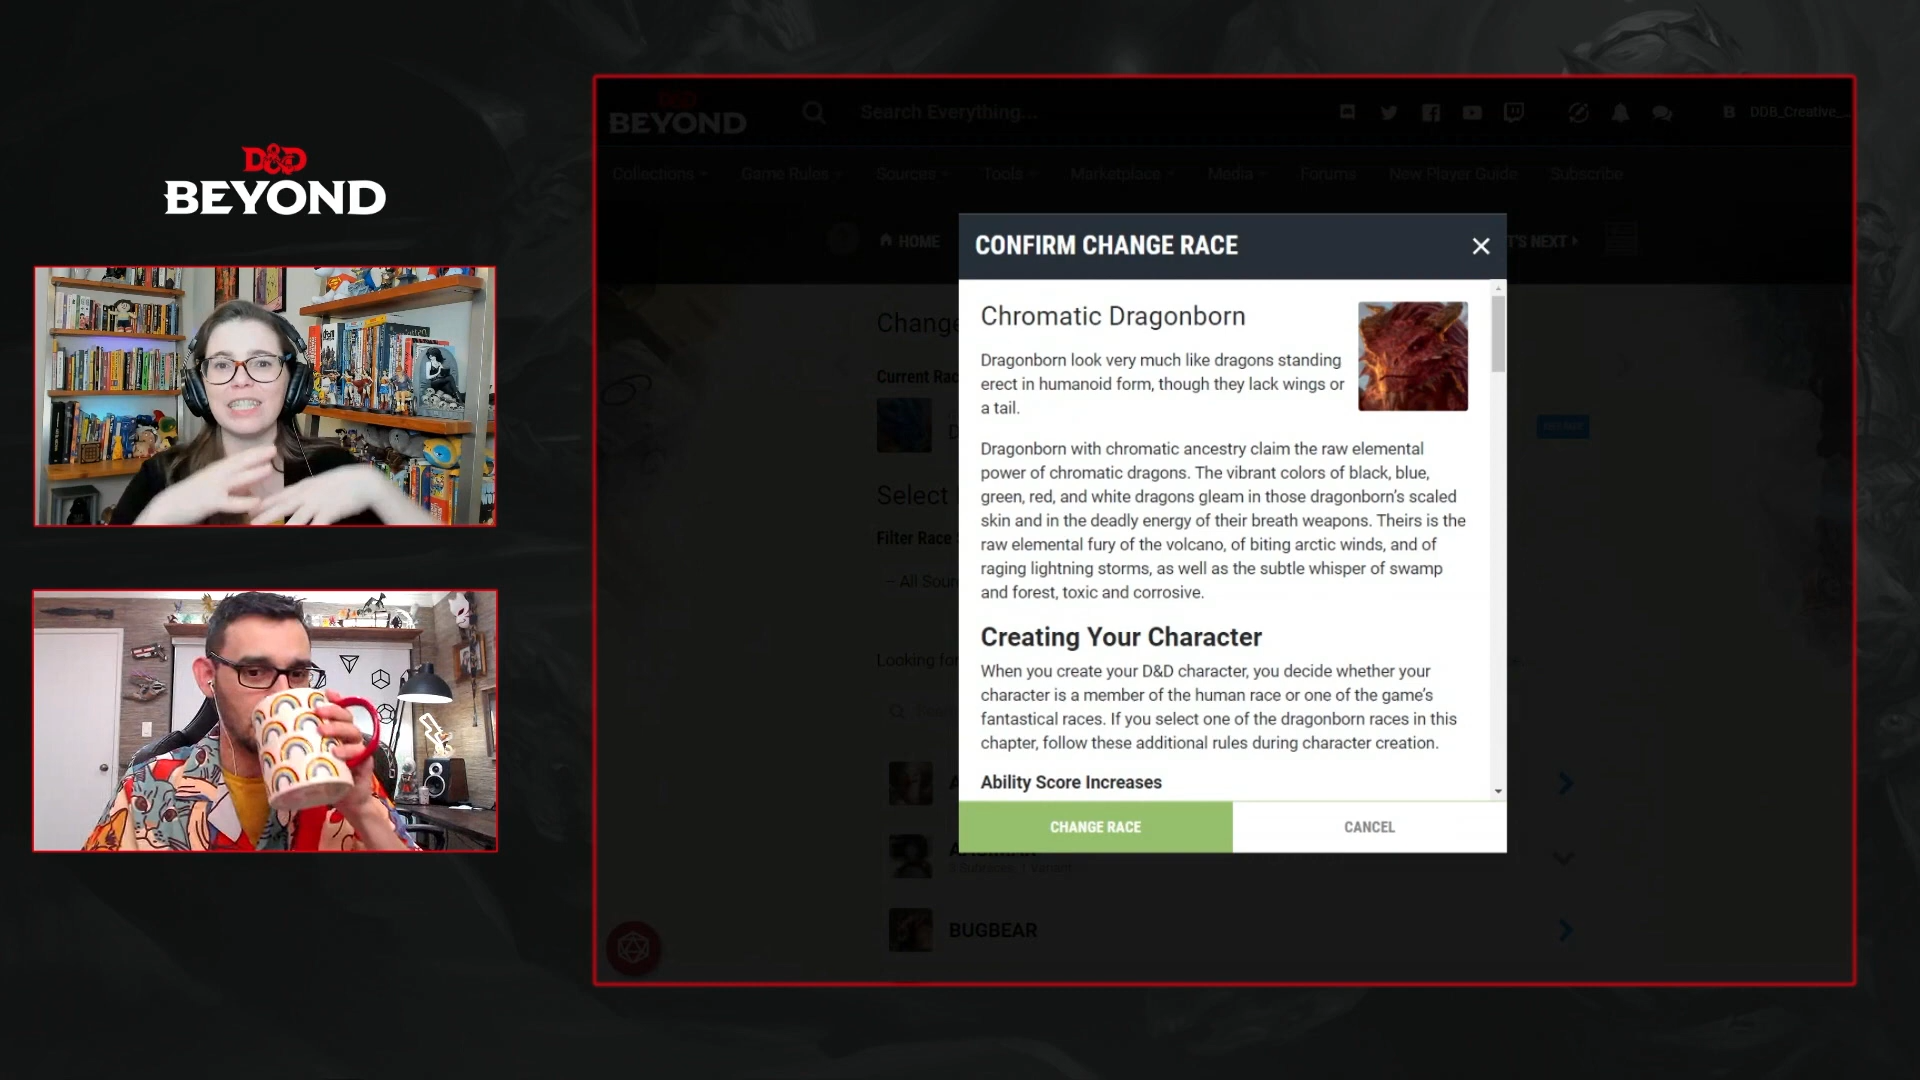 D&D
BEYOND
D&D
BEYOND
Search Everything...
DDB_Creative_...
Collections
Game Rules
Sources
Tools
Marketplace
Media
Forums
New Player Guide
Subscribe
HOME
T'S NEXT
CONFIRM CHANGE RACE
Chromatic Dragonborn
Dragonborn look very much like dragons standing
erect in humanoid form, though they lack wings or
a tail.
Dragonborn with chromatic ancestry claim the raw elemental
power of chromatic dragons. The vibrant colors of black, blue,
green, red, and white dragons gleam in those dragonborn’s scaled
skin and in the deadly energy of their breath weapons. Theirs is the
raw elemental fury of the volcano, of biting arctic winds, and of
raging lightning storms, as well as the subtle whisper of swamp
and forest, toxic and corrosive.
Creating Your Character
When you create your D&D character, you decide whether your
character is a member of the human race or one of the game’s
fantastical races. If you select one of the dragonborn races in this
chapter, follow these additional rules during character creation.
Ability Score Increases
CHANGE RACE
CANCEL
Change
Current Rac
Select
Filter Race
Looking for
BUGBEAR